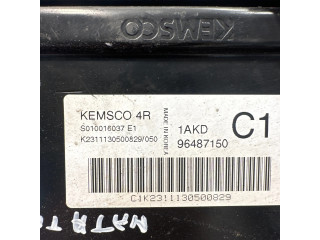 KEMSCO
KEMSCO 4R
S010016037 E1
K2311130500829/050
MADE IN KOREA
1AKD
96487150
C1
C1K2311130500829